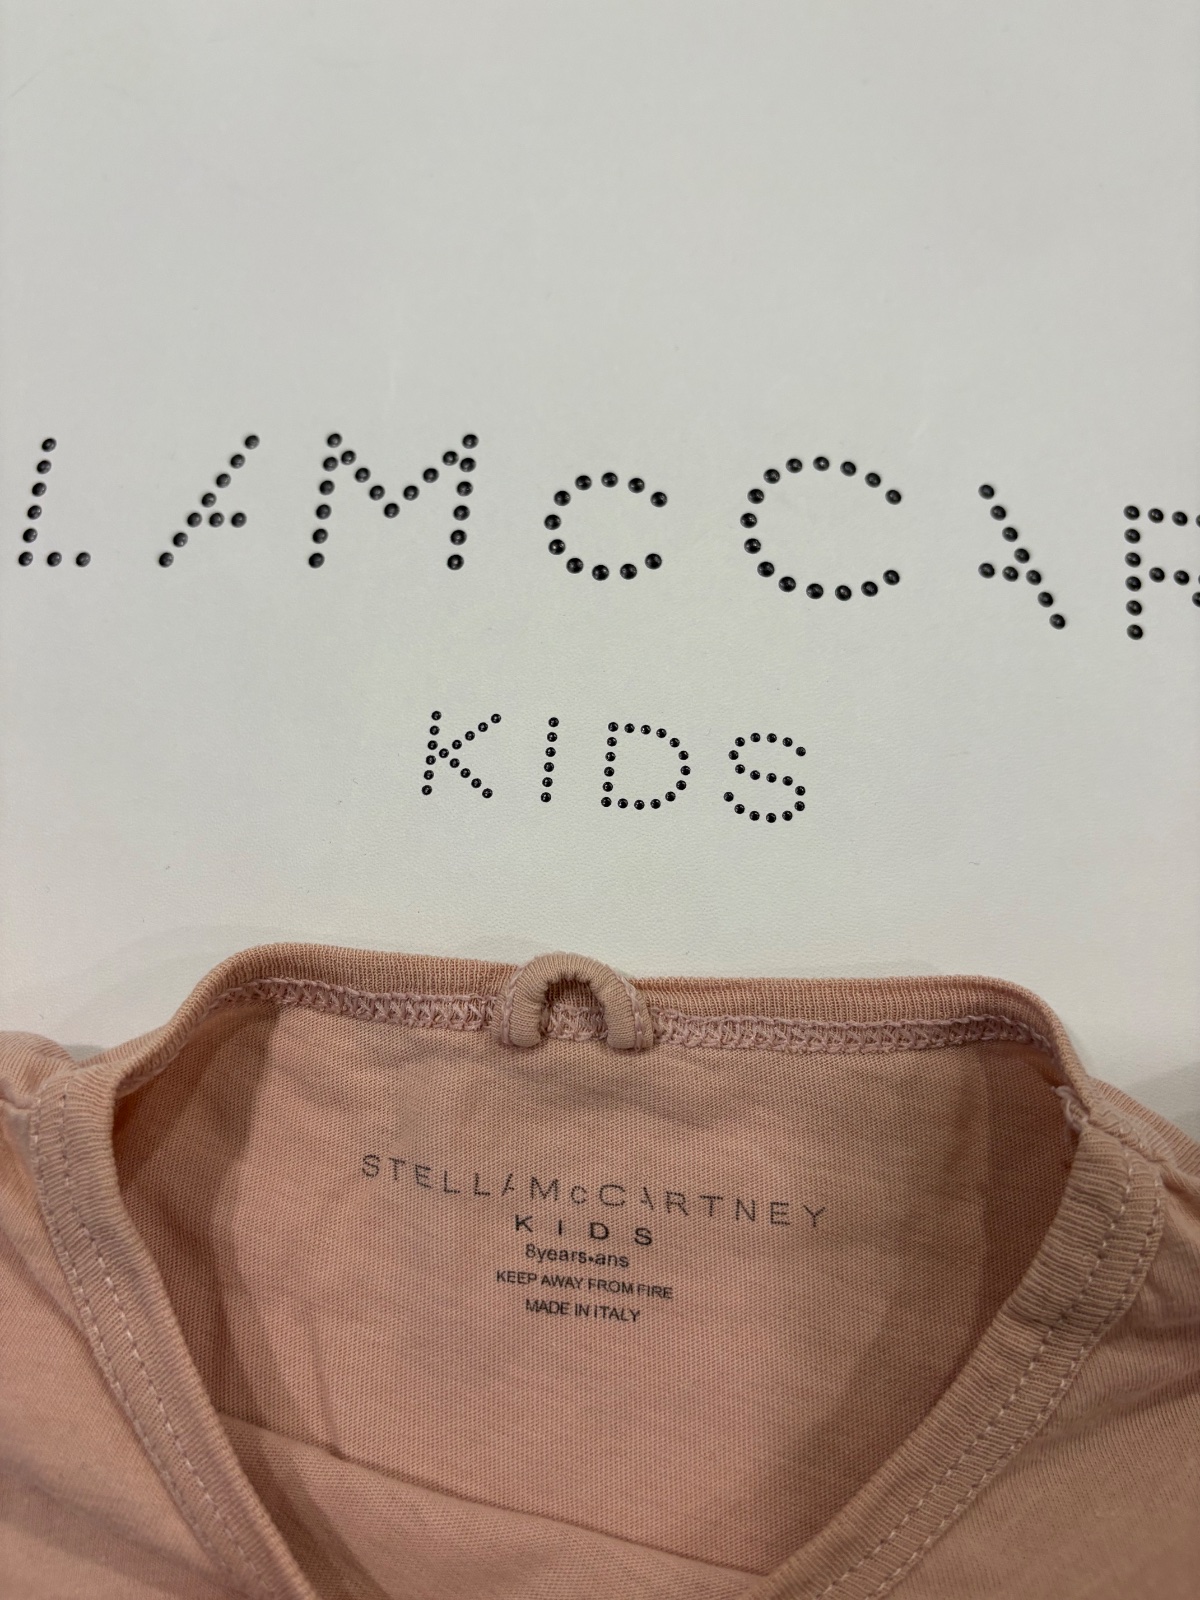 LAMcCAR
KIDS
STELLAMcCARTNEY
KIDS
8years•ans
KEEP AWAY FROM FIRE
MADE IN ITALY